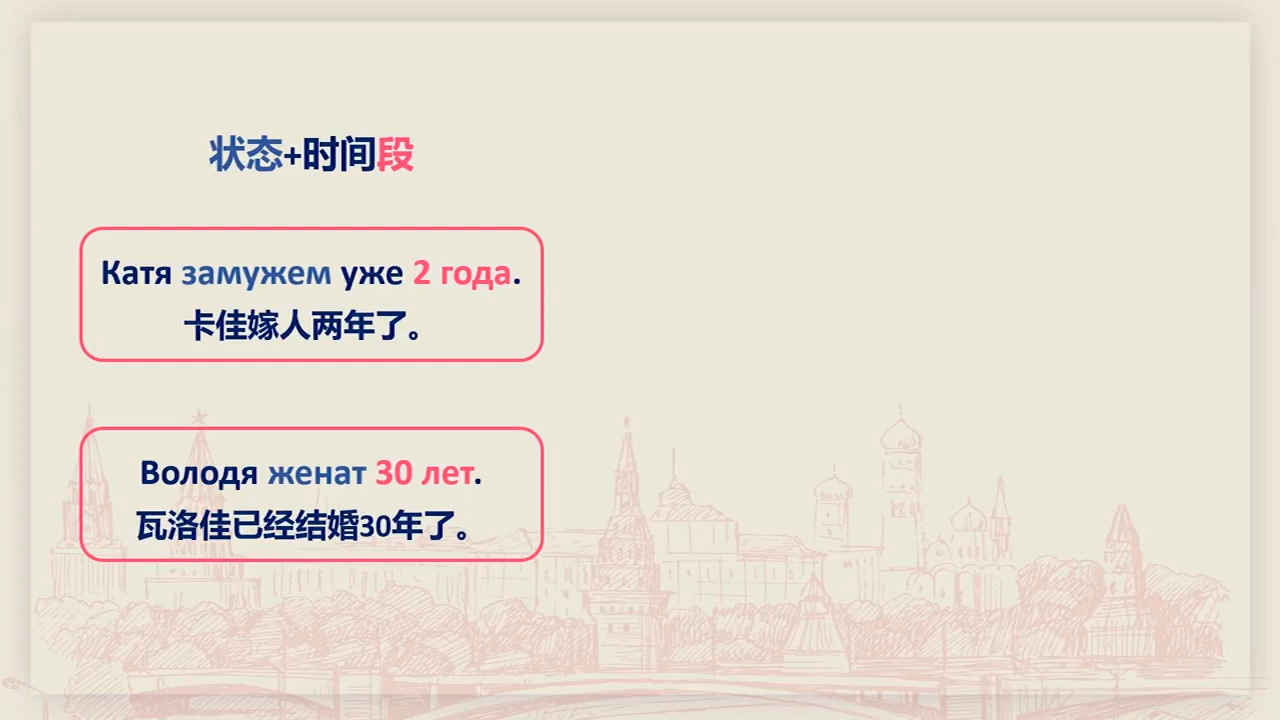 状态+时间段
Катя замужем уже 2 года.
卡佳嫁人两年了。
Володя женат 30 лет.
瓦洛佳已经结婚30年了。